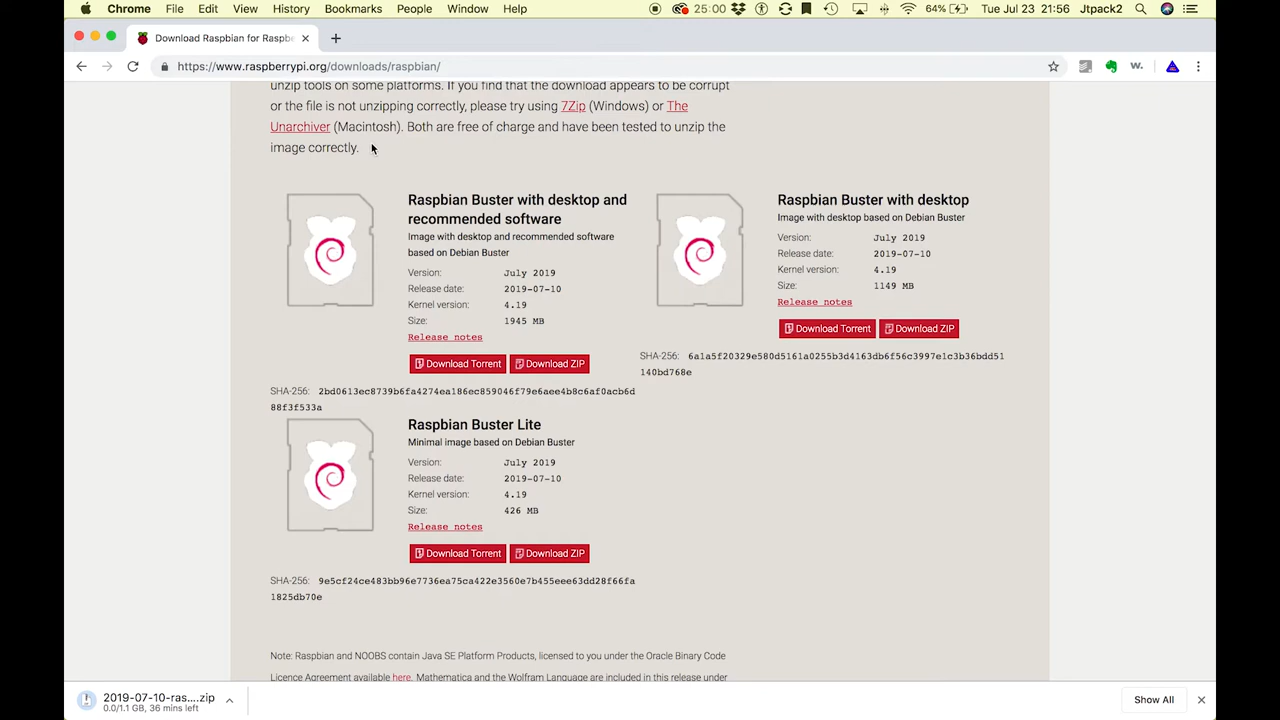 Chrome File Edit View History Bookmarks People Window Help 25:00 64% Tue Jul 23 21:56 Jtpack2
Download Raspbian for Raspbe
https://www.raspberrypi.org/downloads/raspbian/
unzip tools on some platforms. If you find that the download appears to be corrupt
or the file is not unzipping correctly, please try using 7Zip (Windows) or The
Unarchiver (Macintosh). Both are free of charge and have been tested to unzip the
image correctly.
Raspbian Buster with desktop and
recommended software
Image with desktop and recommended software
based on Debian Buster
Version: July 2019
Release date: 2019-07-10
Kernel version: 4.19
Size: 1945 MB
Release notes
Download Torrent Download ZIP
SHA-256: 2bd0613ec8739b6fa4274ea186ec859046f79e6aee4b8c6af0acb6d
88f3f533a
Raspbian Buster with desktop
Image with desktop based on Debian Buster
Version: July 2019
Release date: 2019-07-10
Kernel version: 4.19
Size: 1149 MB
Release notes
Download Torrent Download ZIP
SHA-256: 6a1a5f20329e580d5161a0255b3d4163db6f56c3997e1c3b36bdd51
140bd768e
Raspbian Buster Lite
Minimal image based on Debian Buster
Version: July 2019
Release date: 2019-07-10
Kernel version: 4.19
Size: 426 MB
Release notes
Download Torrent Download ZIP
SHA-256: 9e5cf24ce483bb96e7736ea75ca422e3560e7b455eee63dd28f66fa
1825db70e
Note: Raspbian and NOOBS contain Java SE Platform Products, licensed to you under the Oracle Binary Code
Licence Agreement available here. Mathematica and the Wolfram Language are included in this release under
2019-07-10-ras....zip
0.0/1.1 GB, 36 mins left
Show All